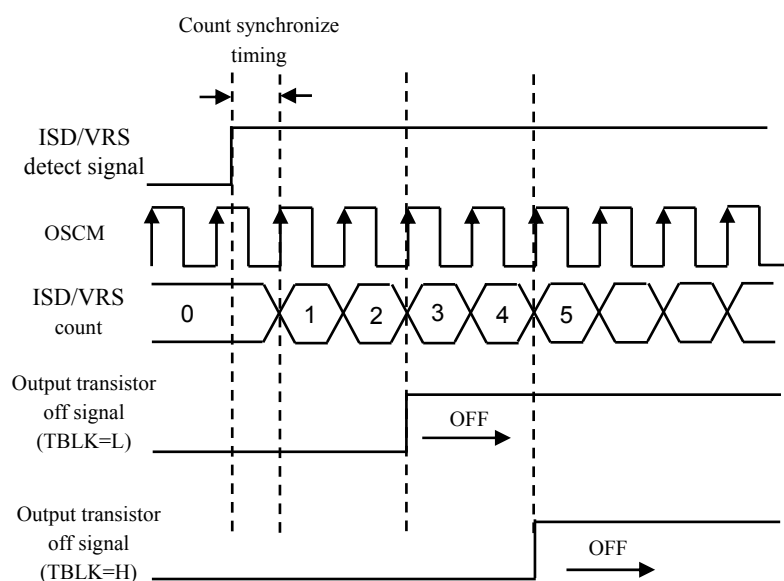 Count synchronize
timing
ISD/VRS
detect signal
OSCM
ISD/VRS
count
0 1 2 3 4 5
Output transistor
off signal
(TBLK=L)
OFF
Output transistor
off signal
(TBLK=H)
OFF